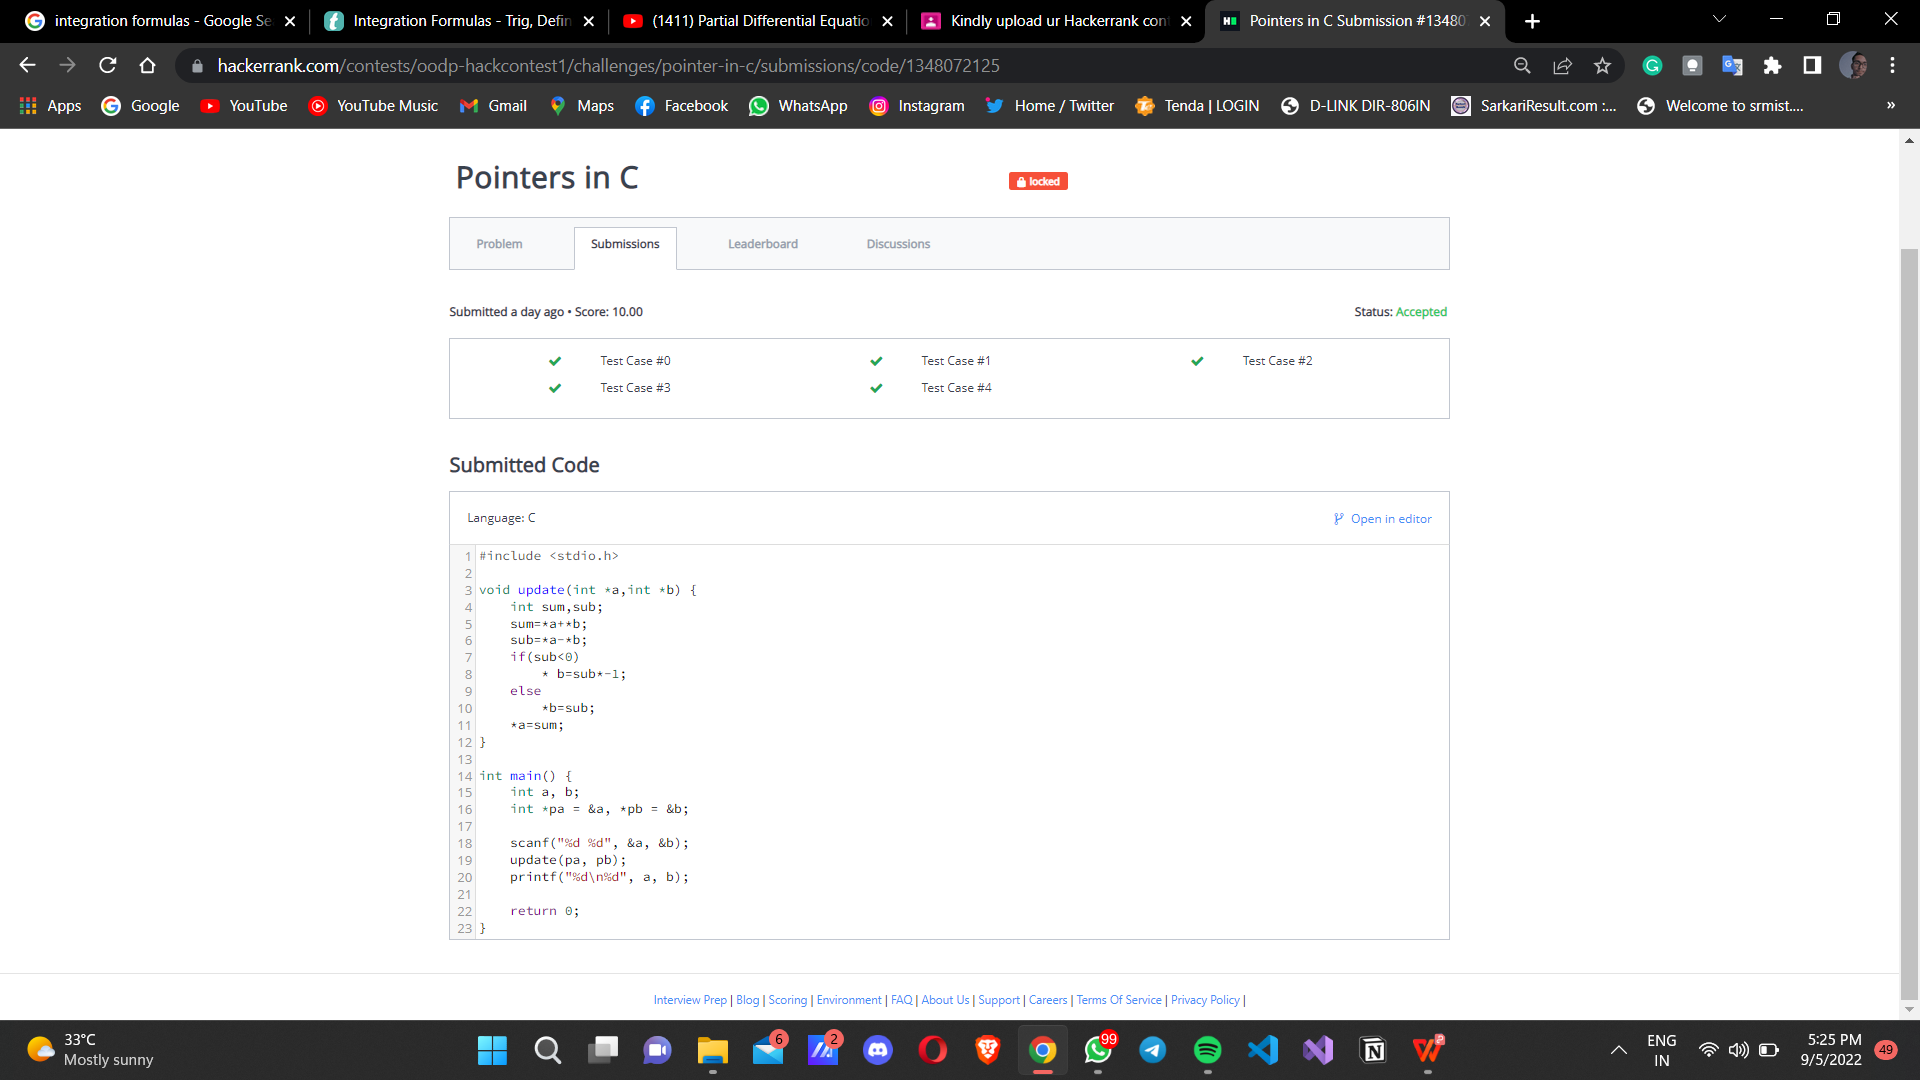 integration formulas - Google Se
Integration Formulas - Trig, Defin
(1411) Partial Differential Equatio
Kindly upload ur Hackerrank con
Pointers in C Submission #13480
hackerrank.com/contests/oodp-hackcontest1/challenges/pointer-in-c/submissions/code/1348072125
Apps Google YouTube YouTube Music Gmail Maps Facebook WhatsApp Instagram Home / Twitter Tenda | LOGIN D-LINK DIR-806IN SarkariResult.com :... Welcome to srmist.... »
Pointers in C
locked
Problem Submissions Leaderboard Discussions
Submitted a day ago • Score: 10.00 Status: Accepted
Test Case #0 Test Case #1 Test Case #2
Test Case #3 Test Case #4
Submitted Code
Language: C Open in editor
1 #include <stdio.h>
2
3 void update(int *a,int *b) {
4     int sum,sub;
5     sum=*a+*b;
6     sub=*a-*b;
7     if(sub<0)
8         * b=sub*-1;
9     else
10         *b=sub;
11     *a=sum;
12 }
13
14 int main() {
15     int a, b;
16     int *pa = &a, *pb = &b;
17
18     scanf("%d %d", &a, &b);
19     update(pa, pb);
20     printf("%d\n%d", a, b);
21
22     return 0;
23 }
Interview Prep | Blog | Scoring | Environment | FAQ | About Us | Support | Careers | Terms Of Service | Privacy Policy |
33°C
Mostly sunny
6
2
99
ENG
IN
5:25 PM
9/5/2022
49